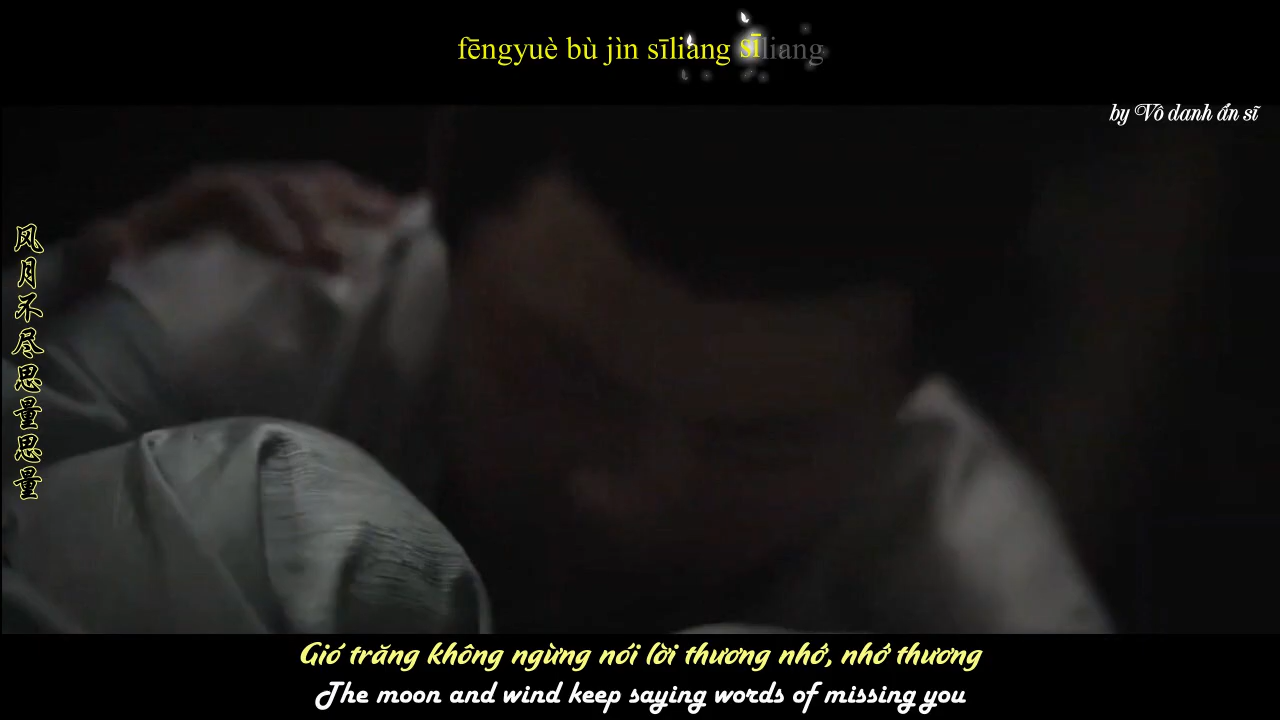 fēngyuè bù jìn sīliang sīliang
by Vô danh ẩn sĩ
风月不尽思量思量
Gió trăng không ngừng nói lời thương nhớ, nhớ thương
The moon and wind keep saying words of missing you